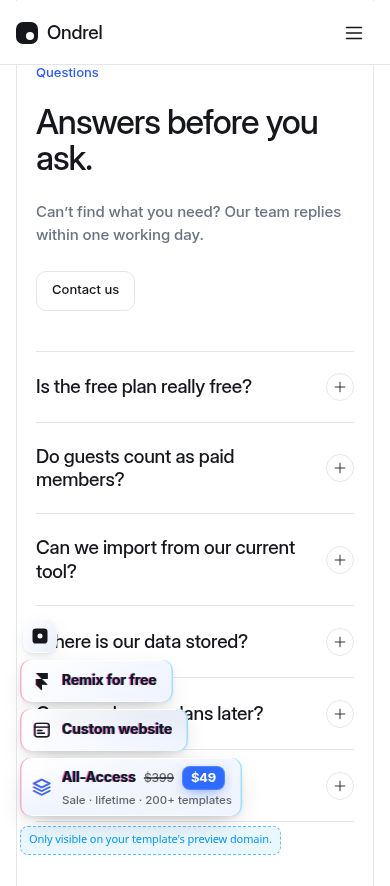 Ondrel
Questions
Answers before you
ask.
Can't find what you need? Our team replies
within one working day.
Contact us
Is the free plan really free?
Do guests count as paid
members?
Can we import from our current
tool?
here is our data stored?
Remix for free
plans later?
Custom website
All-Access $399 $49
Sale · lifetime · 200+ templates
Only visible on your template's preview domain.